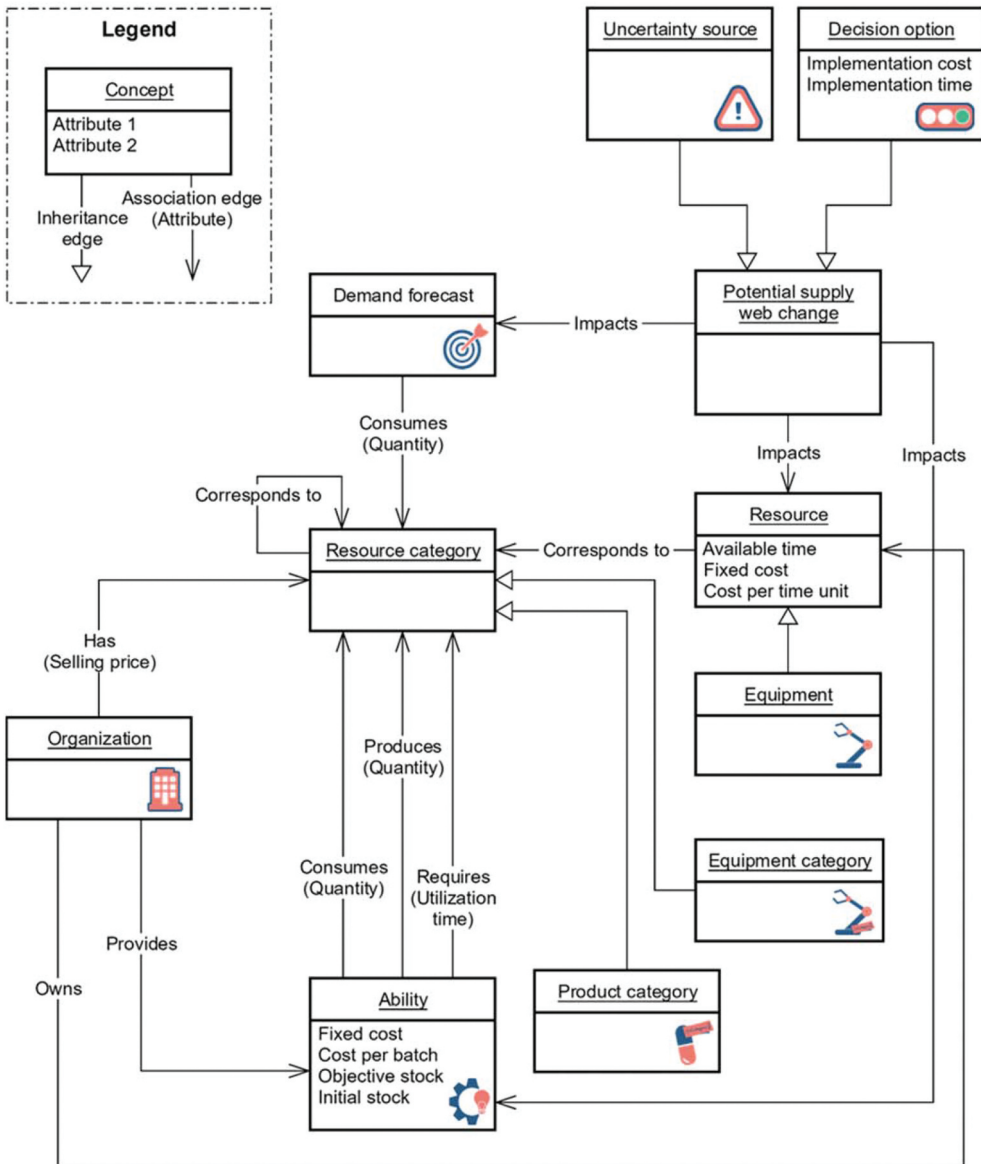 Legend
Concept
Attribute 1
Attribute 2
Inheritance
edge
Association edge
(Attribute)
Uncertainty source
Decision option
Implementation cost
Implementation time
Demand forecast
Impacts
Potential supply
web change
Consumes
(Quantity)
Impacts
Impacts
Corresponds to
Resource category
Corresponds to
Resource
Available time
Fixed cost
Cost per time unit
Has
(Selling price)
Organization
Produces
(Quantity)
Equipment
Consumes
(Quantity)
Requires
(Utilization
time)
Equipment category
Provides
Owns
Ability
Fixed cost
Cost per batch
Objective stock
Initial stock
Product category